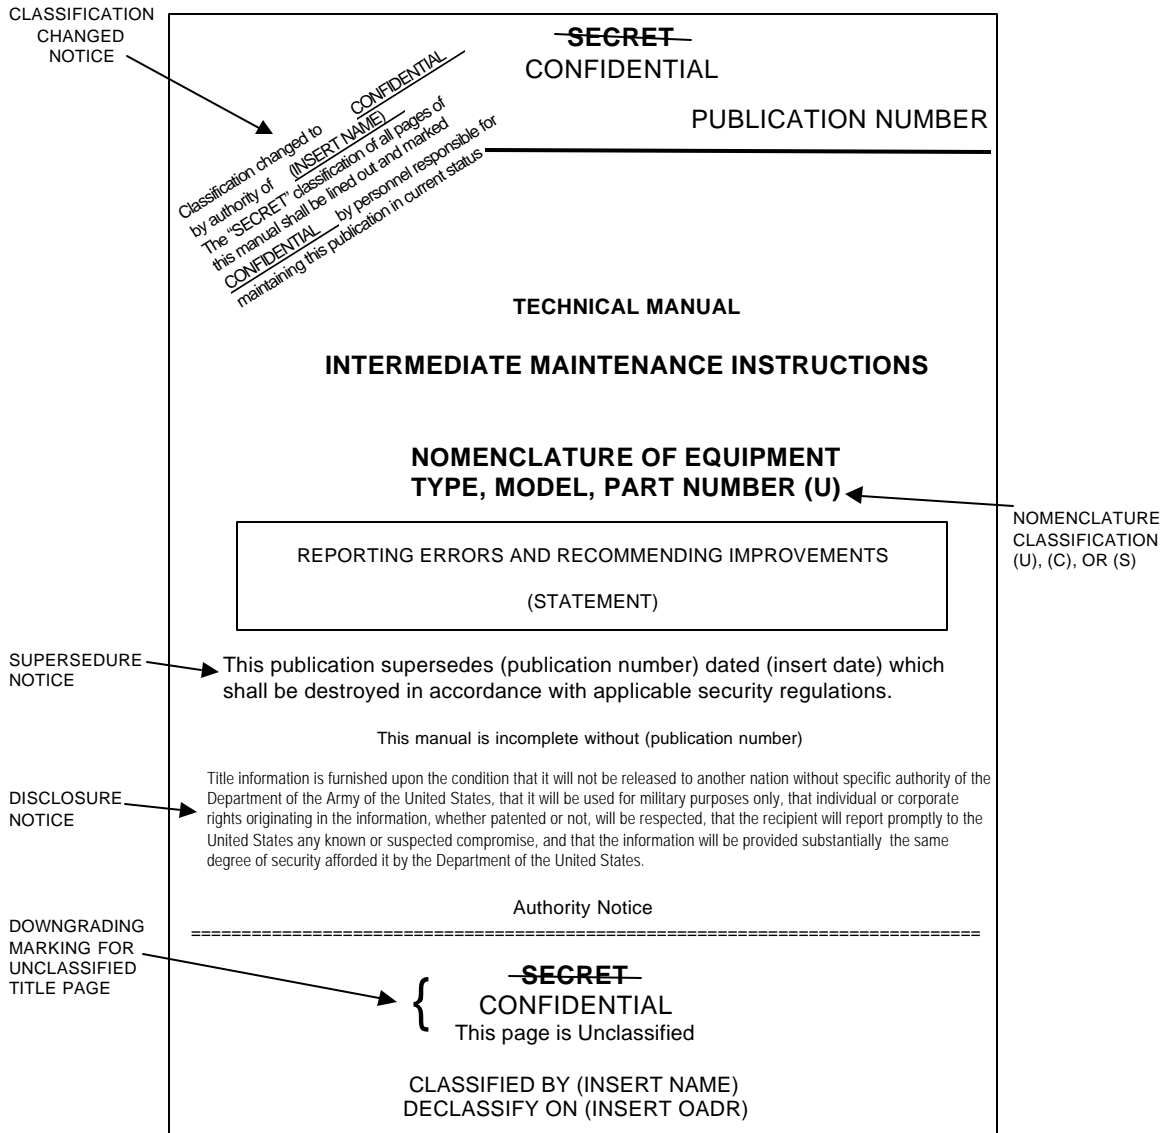 CLASSIFICATION
CHANGED
NOTICE
SECRET
CONFIDENTIAL
PUBLICATION NUMBER
Classification changed to CONFIDENTIAL
by authority of (INSERT NAME)
The “SECRET” classification of all pages of
this manual shall be lined out and marked
CONFIDENTIAL by personnel responsible for
maintaining this publication in current status
TECHNICAL MANUAL
INTERMEDIATE MAINTENANCE INSTRUCTIONS
NOMENCLATURE OF EQUIPMENT
TYPE, MODEL, PART NUMBER (U)
NOMENCLATURE
CLASSIFICATION
(U), (C), OR (S)
REPORTING ERRORS AND RECOMMENDING IMPROVEMENTS
(STATEMENT)
SUPERSEDURE
NOTICE
This publication supersedes (publication number) dated (insert date) which
shall be destroyed in accordance with applicable security regulations.
This manual is incomplete without (publication number)
DISCLOSURE
NOTICE
Title information is furnished upon the condition that it will not be released to another nation without specific authority of the
Department of the Army of the United States, that it will be used for military purposes only, that individual or corporate
rights originating in the information, whether patented or not, will be respected, that the recipient will report promptly to the
United States any known or suspected compromise, and that the information will be provided substantially the same
degree of security afforded it by the Department of the United States.
Authority Notice
================================================================================
DOWNGRADING
MARKING FOR
UNCLASSIFIED
TITLE PAGE
{
SECRET
CONFIDENTIAL
This page is Unclassified
CLASSIFIED BY (INSERT NAME)
DECLASSIFY ON (INSERT OADR)